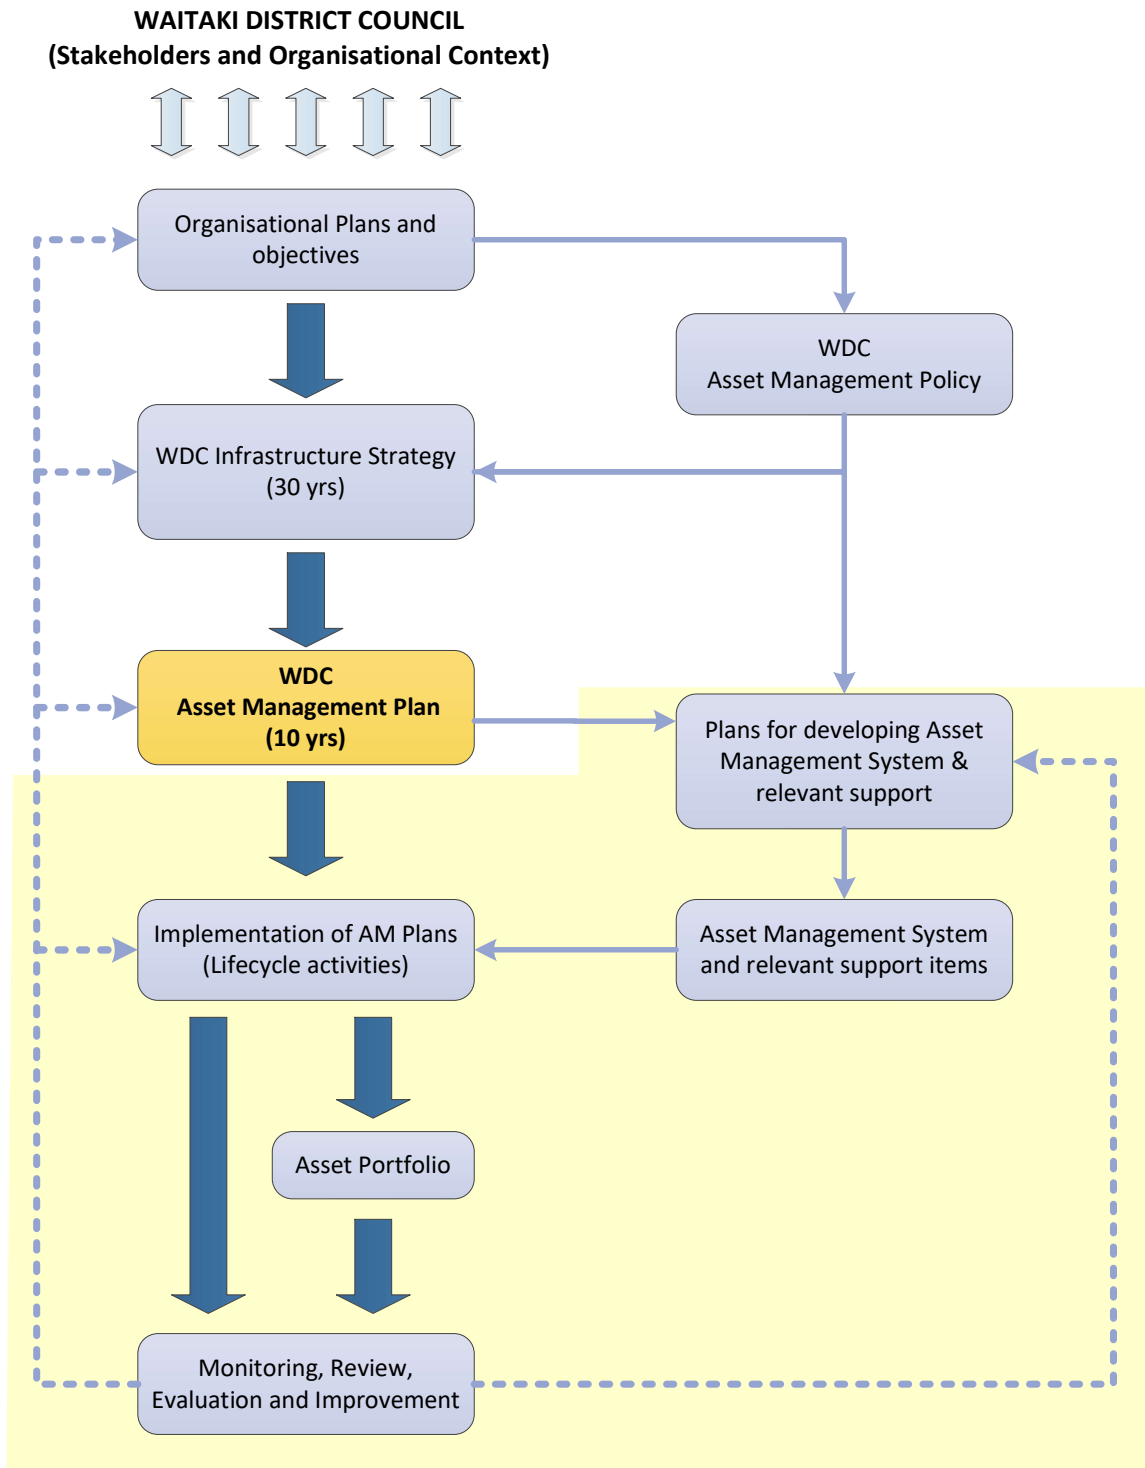 WAITAKI DISTRICT COUNCIL
(Stakeholders and Organisational Context)
Organisational Plans and
objectives
WDC
Asset Management Policy
WDC Infrastructure Strategy
(30 yrs)
WDC
Asset Management Plan
(10 yrs)
Plans for developing Asset
Management System &
relevant support
Implementation of AM Plans
(Lifecycle activities)
Asset Management System
and relevant support items
Asset Portfolio
Monitoring, Review,
Evaluation and Improvement